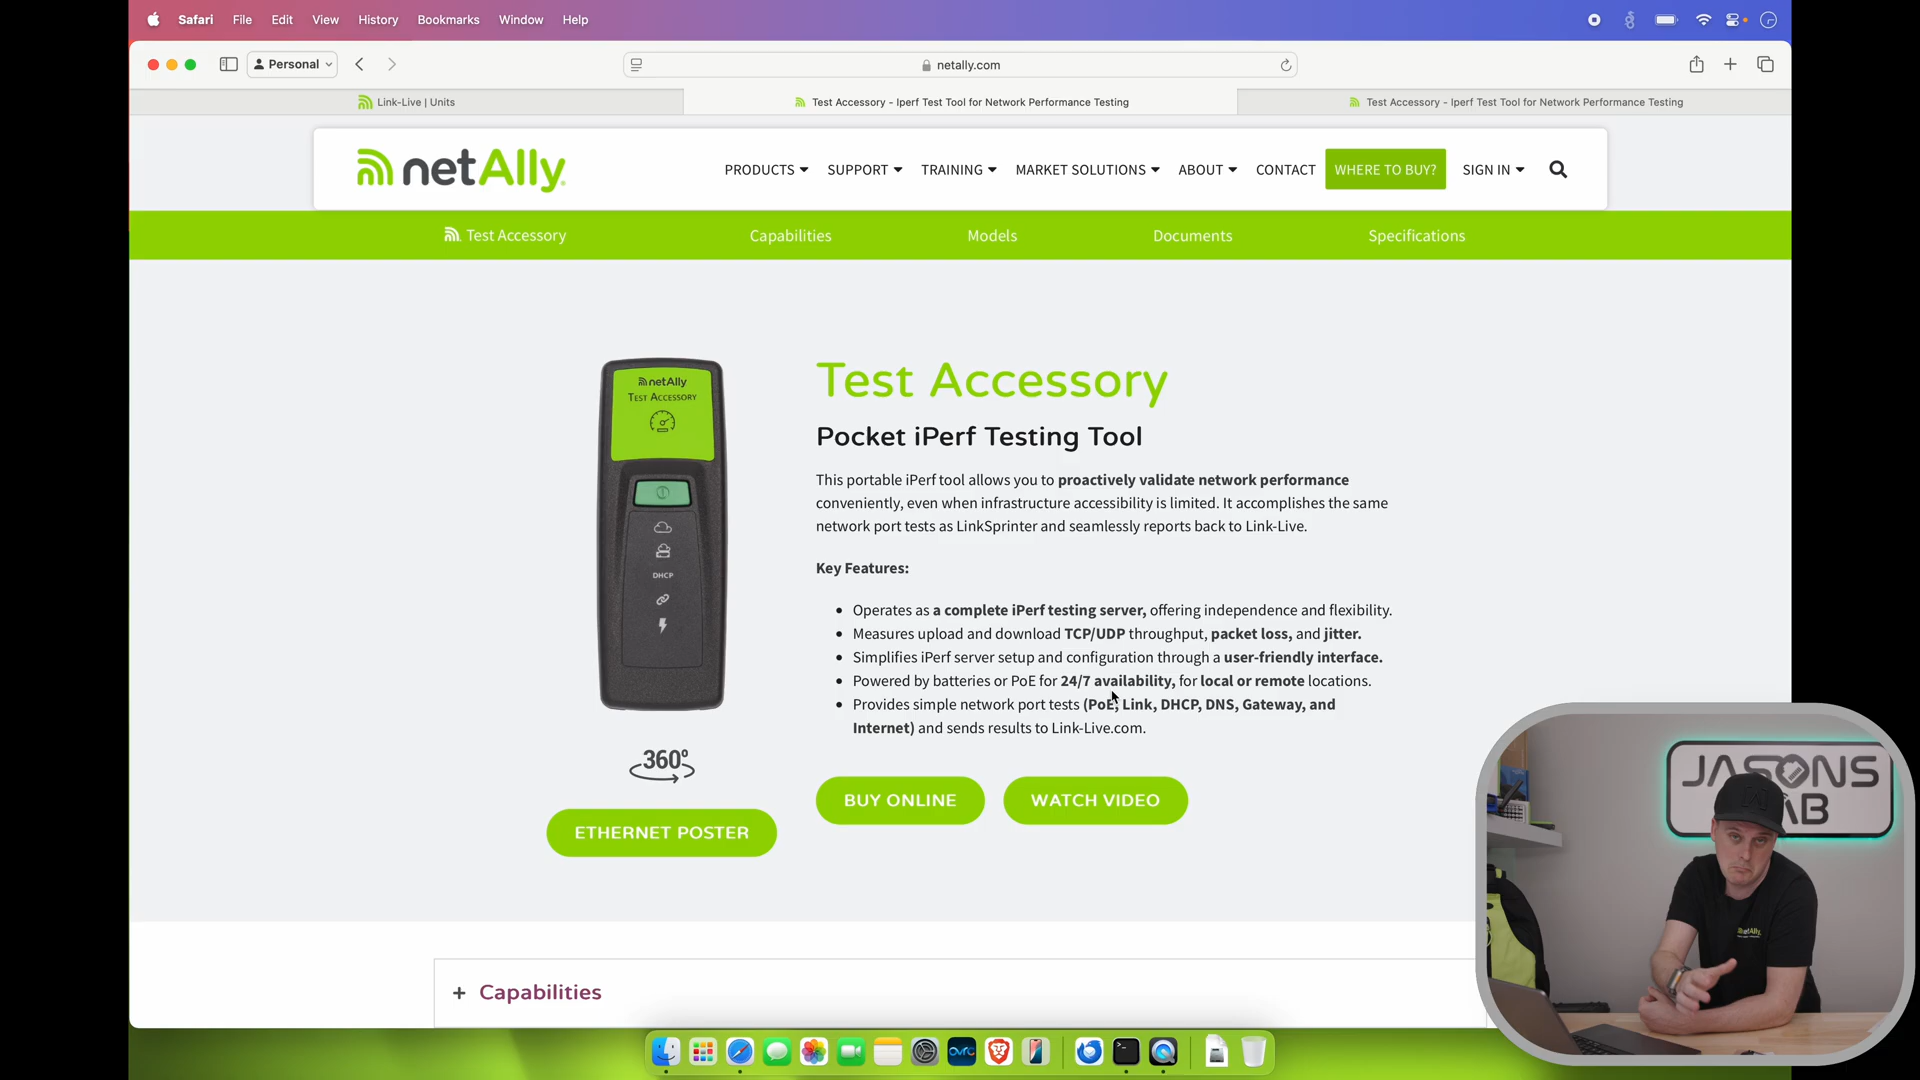 Safari File Edit View History Bookmarks Window Help
Personal
netally.com
Link-Live | Units
Test Accessory - Iperf Test Tool for Network Performance Testing
Test Accessory - Iperf Test Tool for Network Performance Testing
netAlly
PRODUCTS SUPPORT TRAINING MARKET SOLUTIONS ABOUT CONTACT WHERE TO BUY? SIGN IN
Test Accessory Capabilities Models Documents Specifications
netAlly
TEST ACCESSORY
DHCP
360º
ETHERNET POSTER
Test Accessory
Pocket iPerf Testing Tool
This portable iPerf tool allows you to proactively validate network performance
conveniently, even when infrastructure accessibility is limited. It accomplishes the same
network port tests as LinkSprinter and seamlessly reports back to Link-Live.
Key Features:
• Operates as a complete iPerf testing server, offering independence and flexibility.
• Measures upload and download TCP/UDP throughput, packet loss, and jitter.
• Simplifies iPerf server setup and configuration through a user-friendly interface.
• Powered by batteries or PoE for 24/7 availability, for local or remote locations.
• Provides simple network port tests (PoE, Link, DHCP, DNS, Gateway, and
Internet) and sends results to Link-Live.com.
BUY ONLINE WATCH VIDEO
+ Capabilities
JASONS
netAlly
ovrc